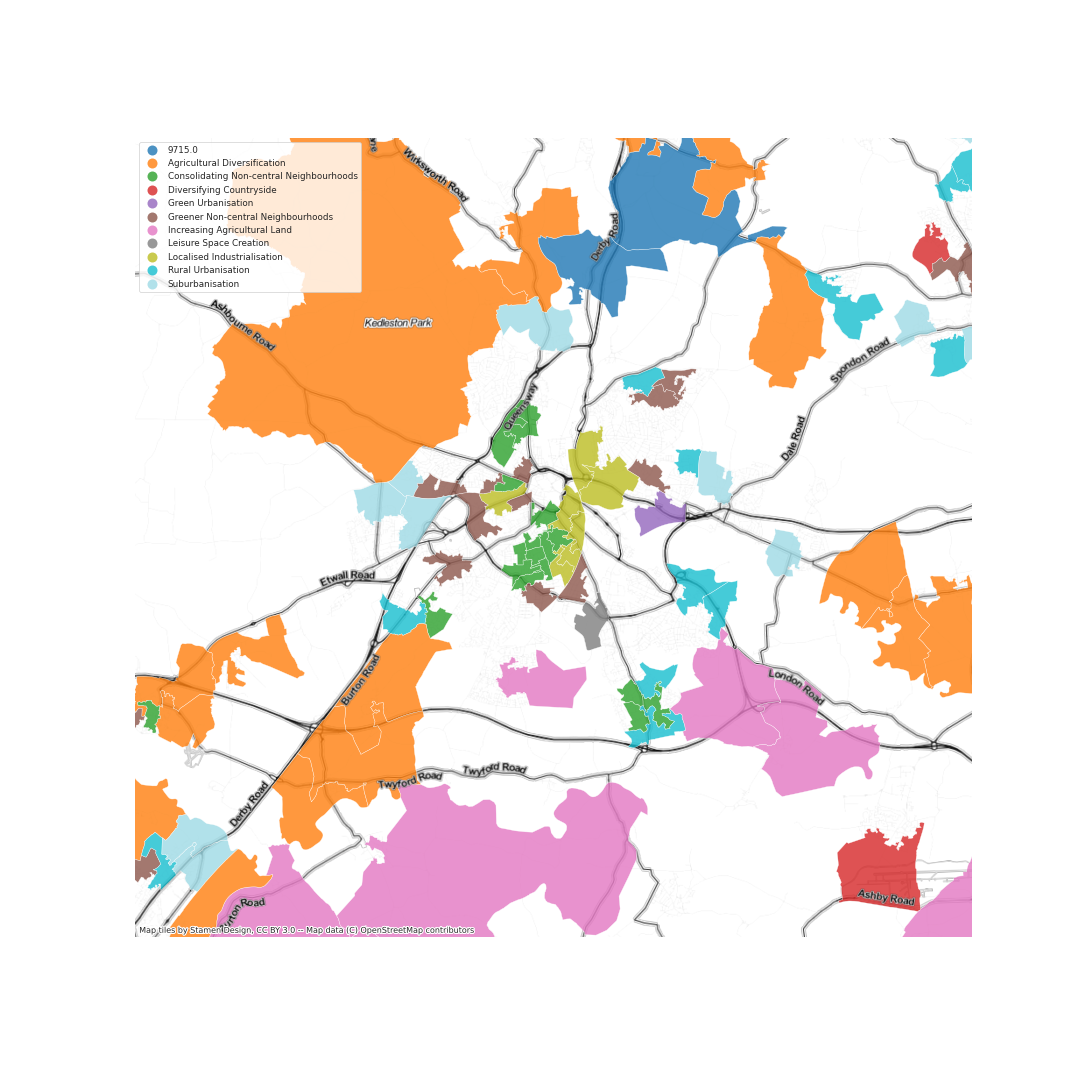 9715.0
Agricultural Diversification
Consolidating Non-central Neighbourhoods
Diversifying Countryside
Green Urbanisation
Greener Non-central Neighbourhoods
Increasing Agricultural Land
Leisure Space Creation
Localised Industrialisation
Rural Urbanisation
Suburbanisation
Wirksworth Road
Derby Road
Ashbourne Road
Kedleston Park
Spondon Road
Queensway
Dale Road
Etwall Road
Burton Road
London Road
Twyford Road
Twyford Road
Derby Road
Ashby Road
Road
Map tiles by Stamen Design, CC BY 3.0 -- Map data (C) OpenStreetMap contributors